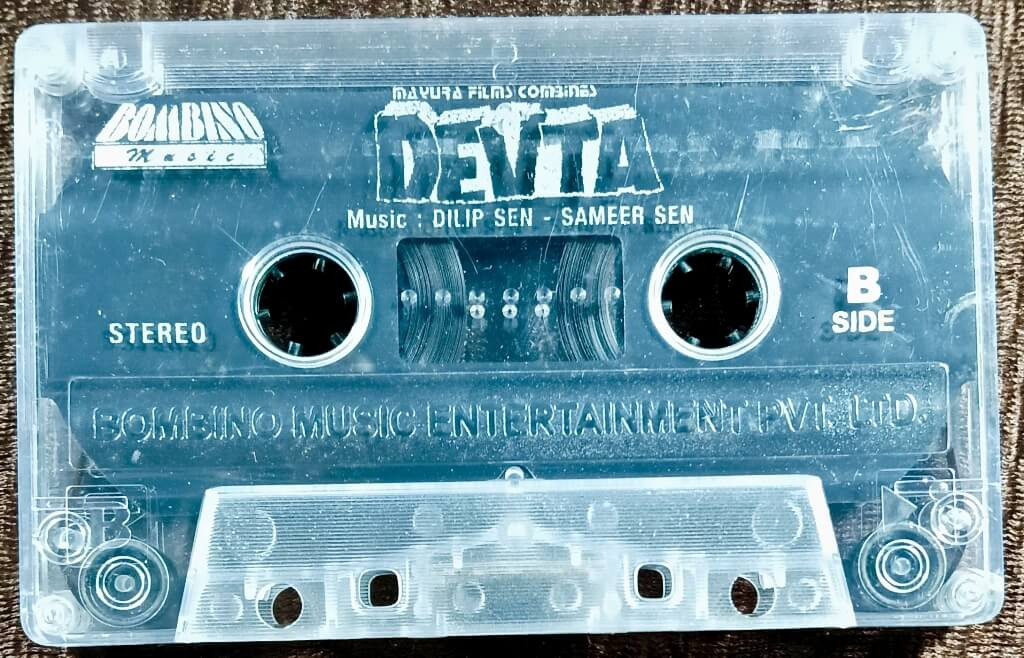 MAYURA FILMS COMBINES
BOMBINO
Music
DEVTA
Music : DILIP SEN - SAMEER SEN
B
SIDE
STEREO
BOMBINO MUSIC ENTERTAINMENT PVT. LTD.
B